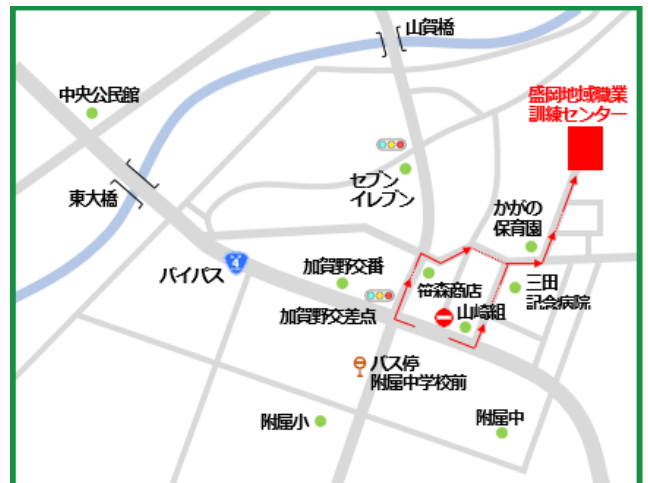 山賀橋
中央公民館
盛岡地域職業
訓練センター
セブン
イレブン
東大橋
かがの
保育園
4
バイパス
加賀野交番
笹森商店
三田
記念病院
山崎組
加賀野交差点
バス停
附属中学校前
附属小
附属中